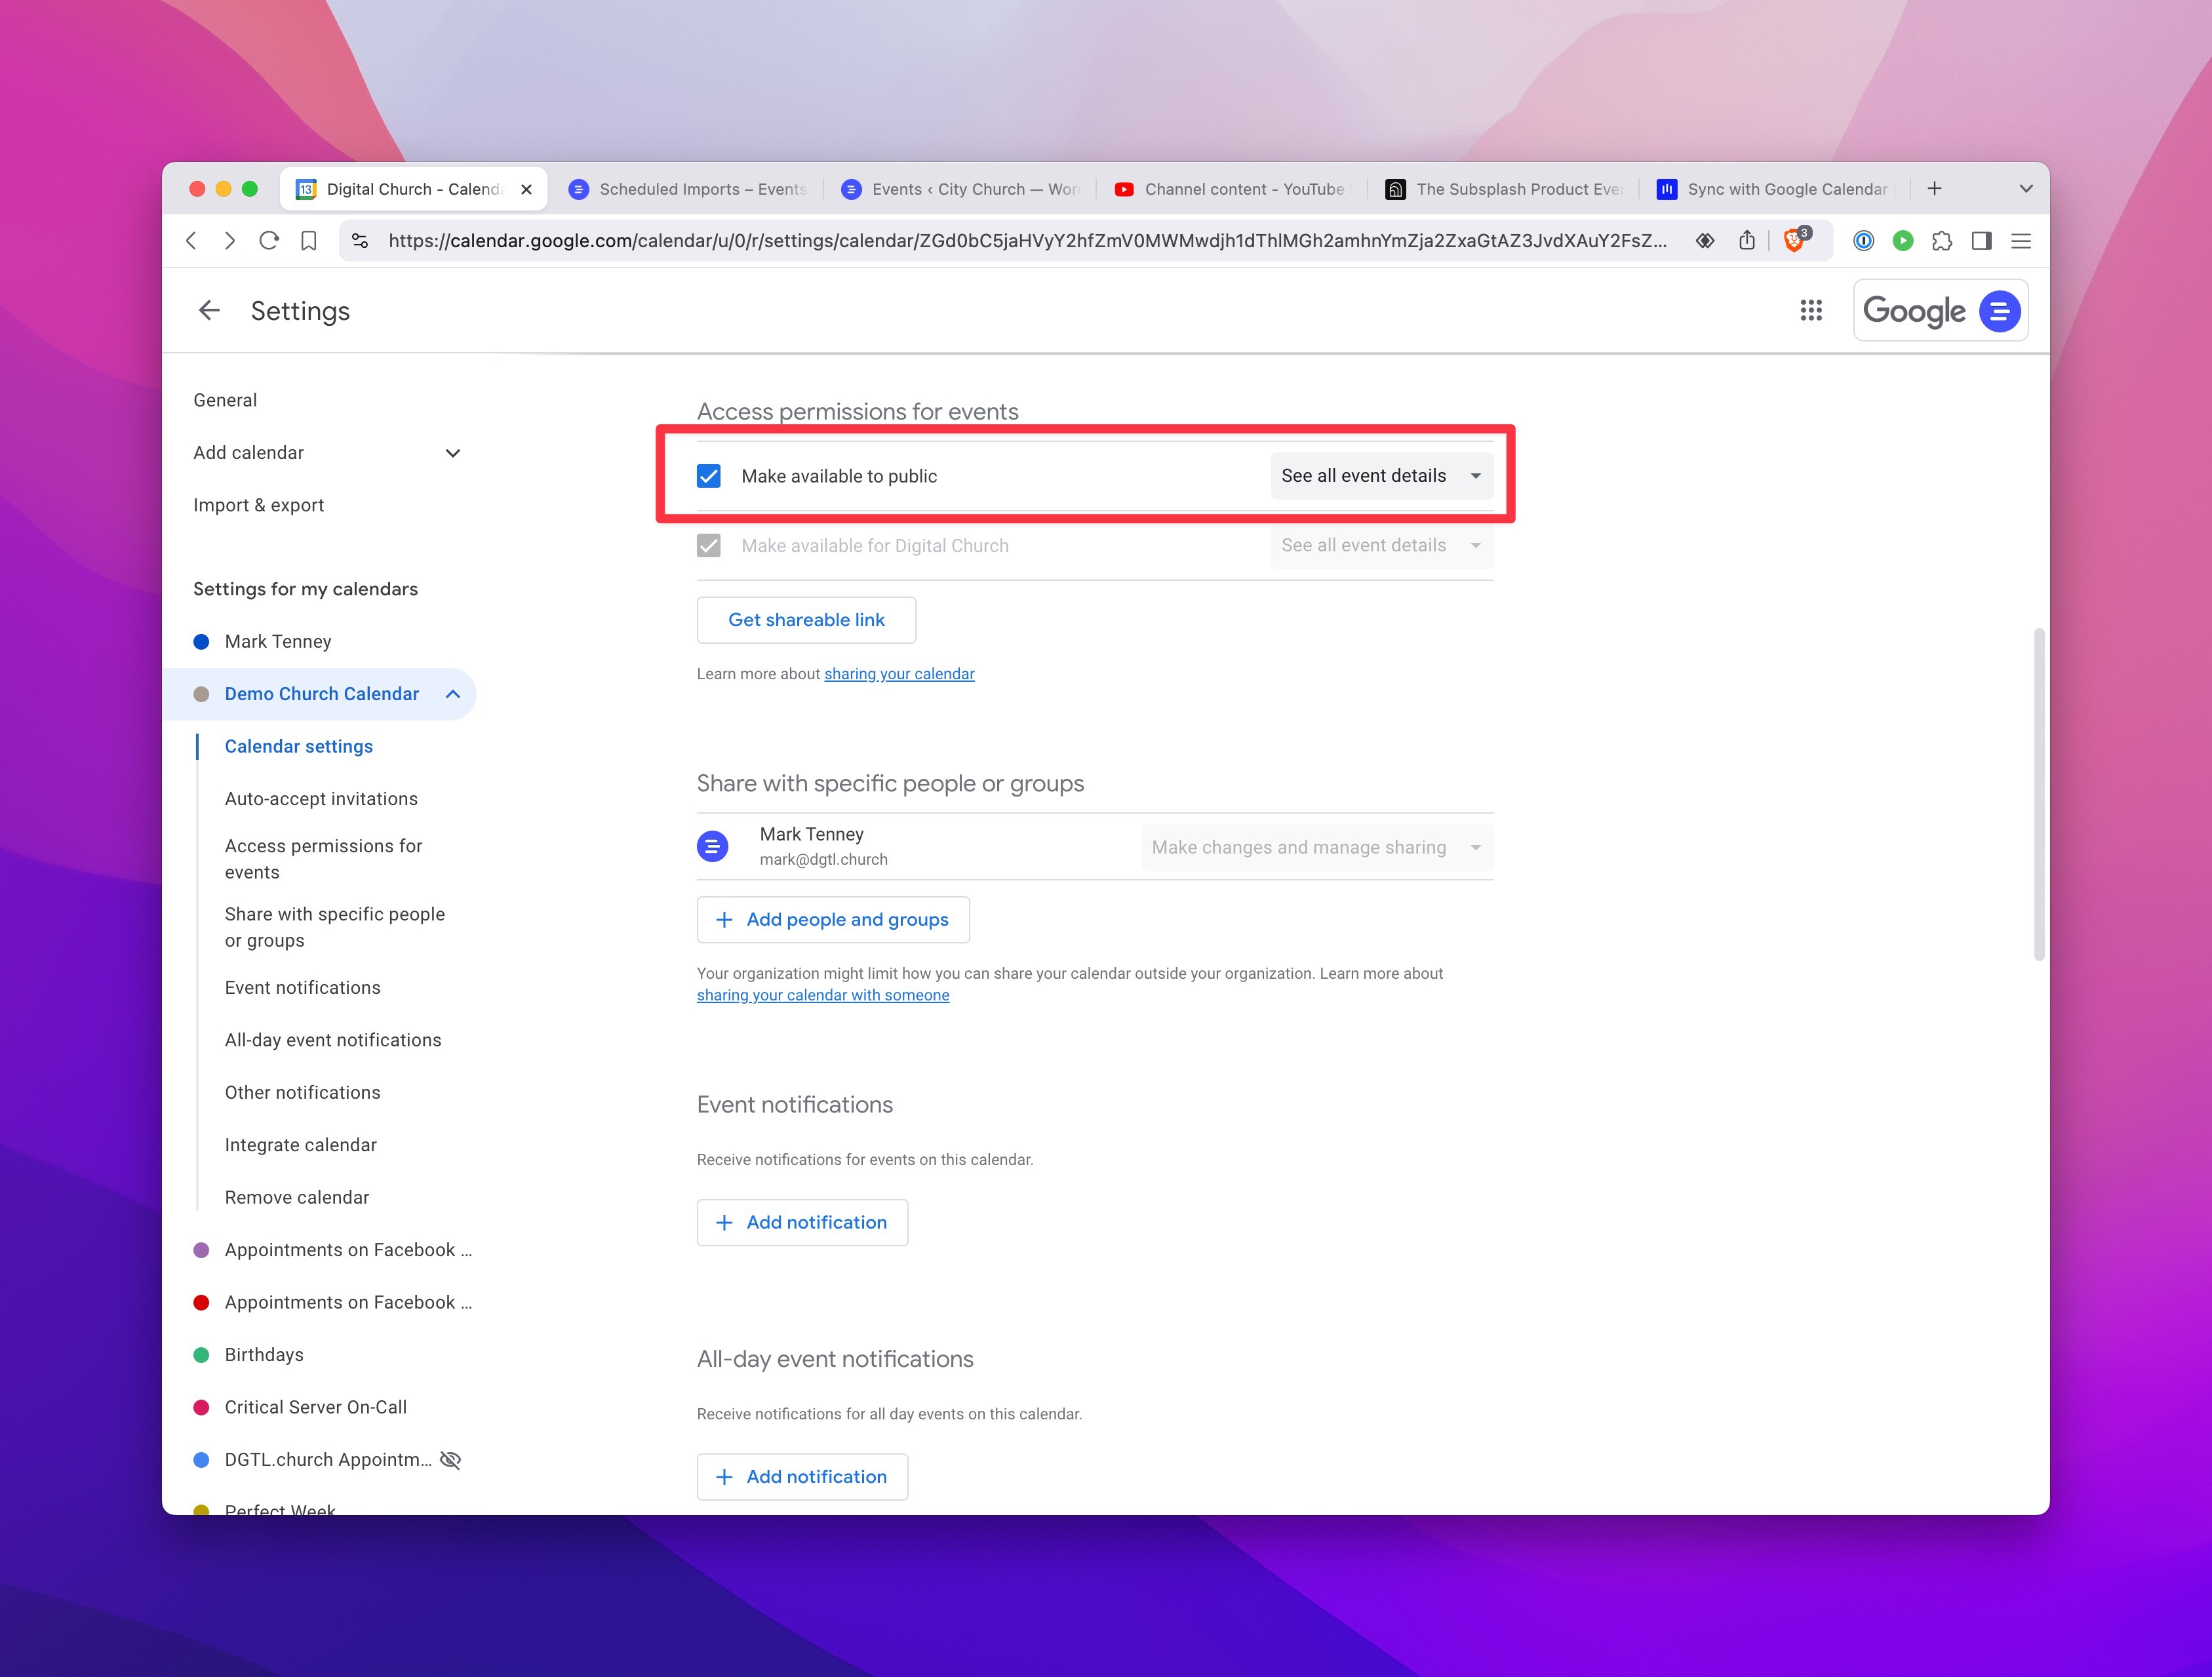 13
Digital Church - Calend
Scheduled Imports – Events
Events ‹ City Church — Wor
Channel content - YouTube
The Subsplash Product Eve
Sync with Google Calendar
https://calendar.google.com/calendar/u/0/r/settings/calendar/ZGd0bC5jaHVyY2hfZmV0MWMwdjh1dThlMGh2amhnYmZja2ZxaGtAZ3JvdXAuY2FsZ...
3
Settings
Google
General
Add calendar
Import & export
Settings for my calendars
Mark Tenney
Demo Church Calendar
Calendar settings
Auto-accept invitations
Access permissions for
events
Share with specific people
or groups
Event notifications
All-day event notifications
Other notifications
Integrate calendar
Remove calendar
Appointments on Facebook ...
Appointments on Facebook ...
Birthdays
Critical Server On-Call
DGTL.church Appointm...
Perfect Week
Access permissions for events
Make available to public
See all event details
Make available for Digital Church
See all event details
Get shareable link
Learn more about sharing your calendar
Share with specific people or groups
Mark Tenney
mark@dgtl.church
Make changes and manage sharing
Add people and groups
Your organization might limit how you can share your calendar outside your organization. Learn more about
sharing your calendar with someone
Event notifications
Receive notifications for events on this calendar.
Add notification
All-day event notifications
Receive notifications for all day events on this calendar.
Add notification